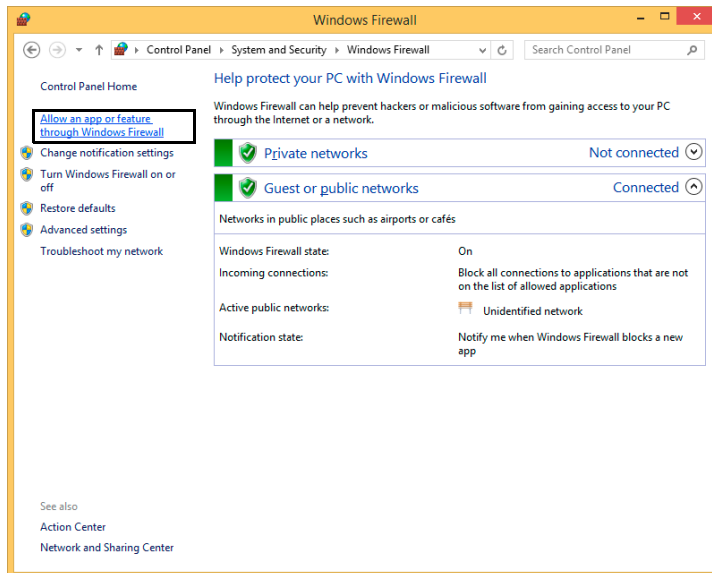 Windows Firewall
Control Panel
System and Security
Windows Firewall
Search Control Panel
Control Panel Home
Allow an app or feature
through Windows Firewall
Change notification settings
Turn Windows Firewall on or
off
Restore defaults
Advanced settings
Troubleshoot my network
See also
Action Center
Network and Sharing Center
Help protect your PC with Windows Firewall
Windows Firewall can help prevent hackers or malicious software from gaining access to your PC
through the Internet or a network.
Private networks
Not connected
Guest or public networks
Connected
Networks in public places such as airports or cafés
Windows Firewall state:
On
Incoming connections:
Block all connections to applications that are not
on the list of allowed applications
Active public networks:
Unidentified network
Notification state:
Notify me when Windows Firewall blocks a new
app